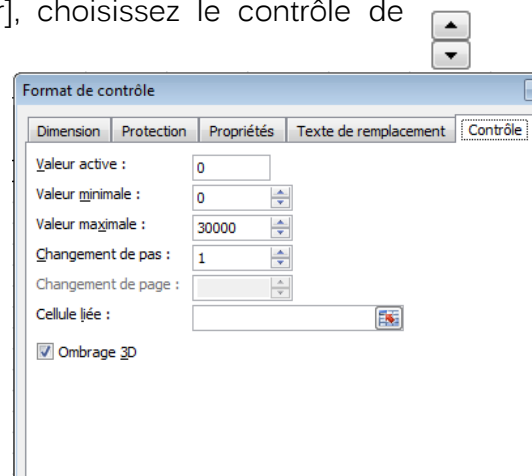 r], choisissez le contrôle de
Format de contrôle
Dimension Protection Propriétés Texte de remplacement Contrôle
Valeur active : 0
Valeur minimale : 0
Valeur maximale : 30000
Changement de pas : 1
Changement de page :
Cellule liée :
Ombrage 3D